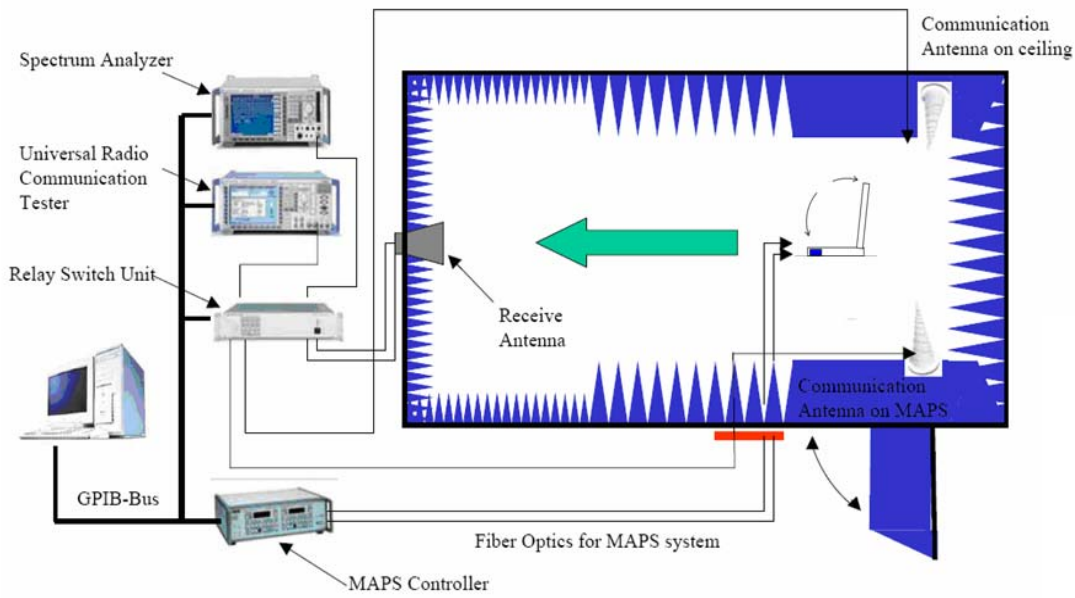 Communication
Antenna on ceiling
Spectrum Analyzer
Universal Radio
Communication
Tester
Relay Switch Unit
Receive
Antenna
Communication
Antenna on MAPS
GPIB-Bus
Fiber Optics for MAPS system
MAPS Controller